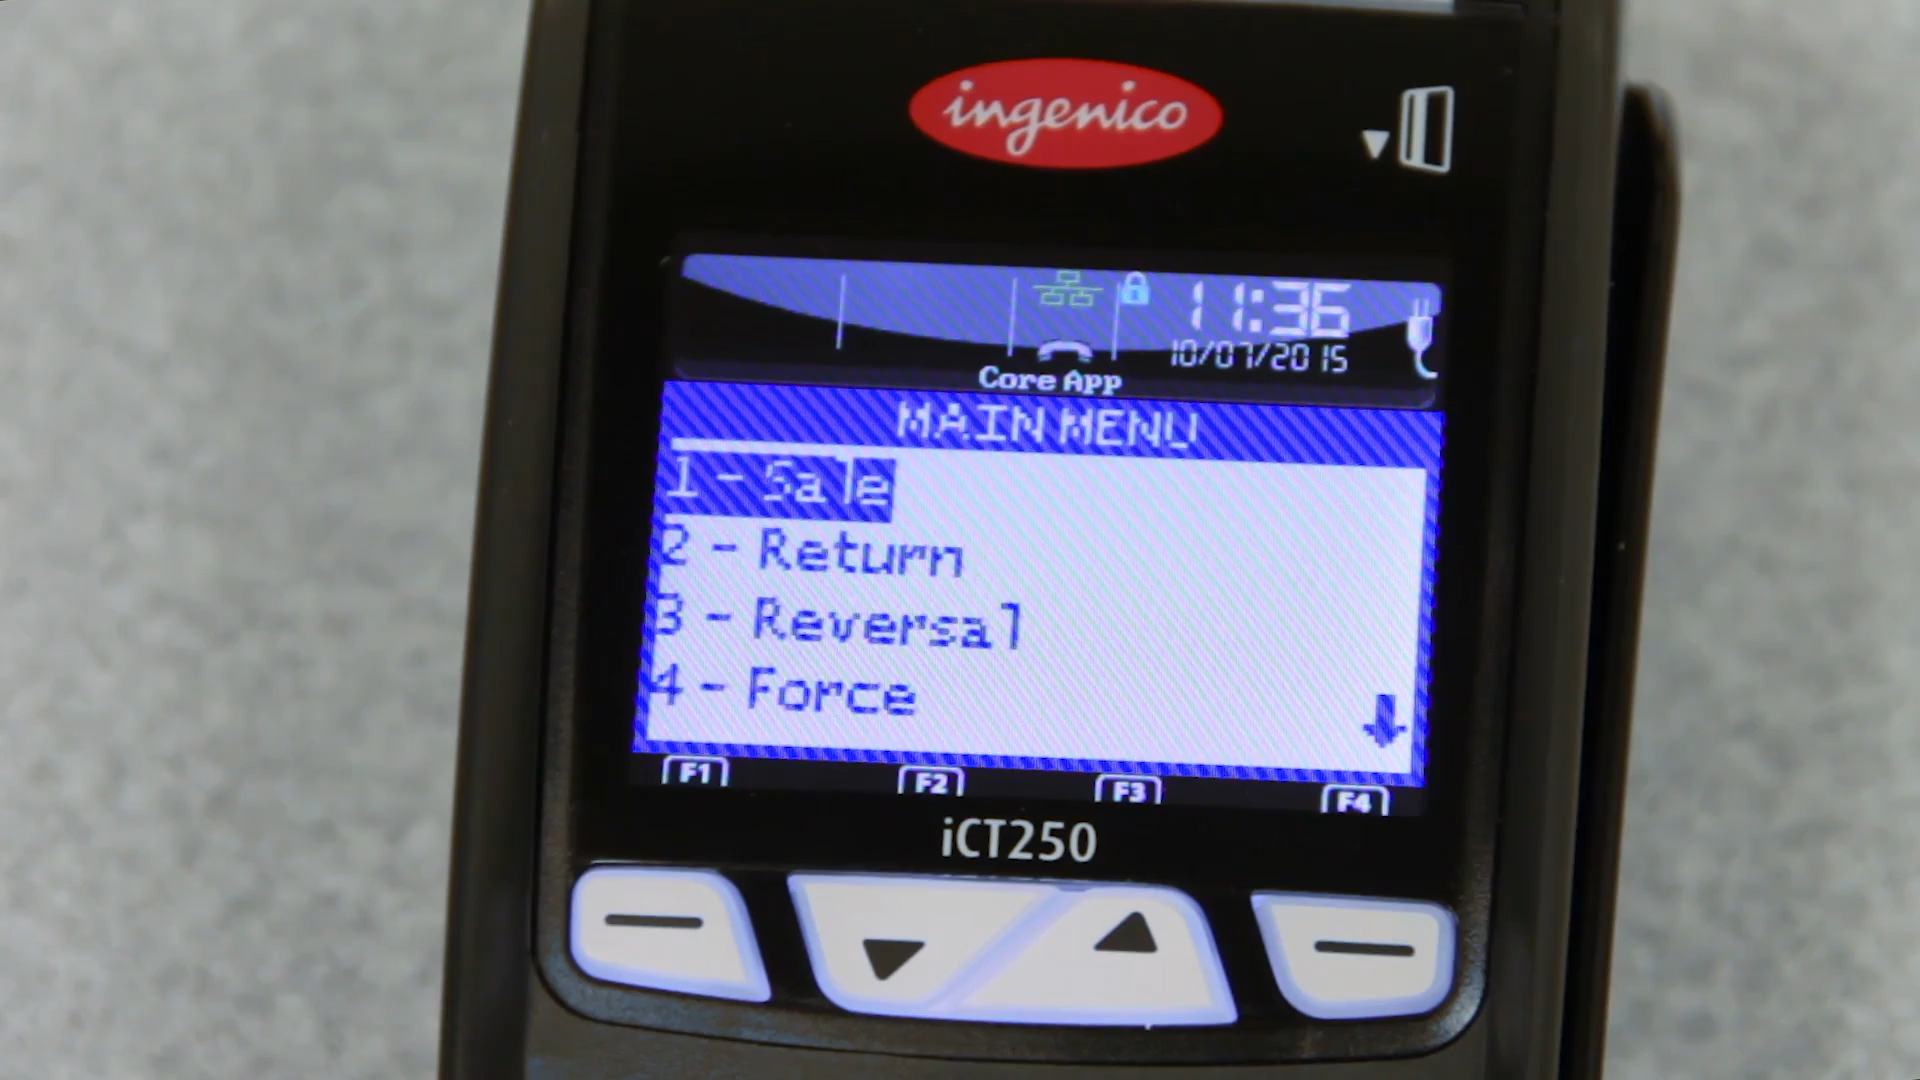 ingenico
11:36
10/07/2015
Core App
MAIN MENU
1 - Sale
2 - Return
3 - Reversal
4 - Force
F1 F2 F3 F4
iCT250